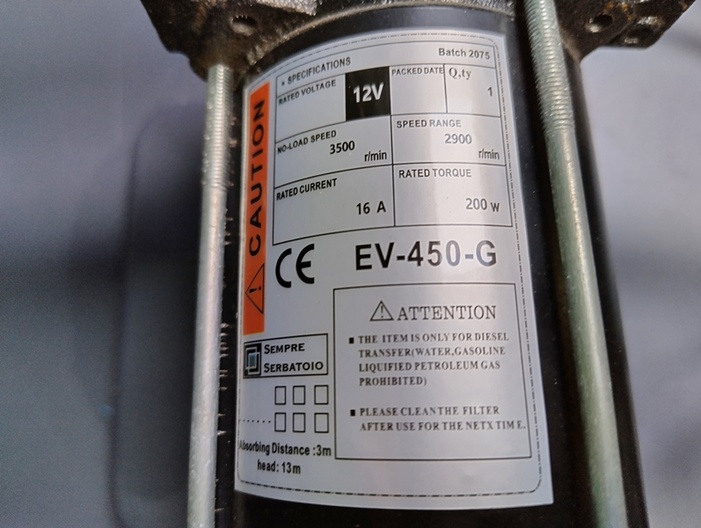 Batch 2075
• SPECIFICATIONS
RATED VOLTAGE
12V
PACKED DATE
Q,ty
1
NO-LOAD SPEED
3500
r/min
SPEED RANGE
2900
r/min
RATED CURRENT
16 A
RATED TORQUE
200 W
CAUTION
CE
EV-450-G
SEMPRE
SERBATOIO
Absorbing Distance :3m
head: 13m
ATTENTION
■ THE ITEM IS ONLY FOR DIESEL
TRANSFER(WATER,GASOLINE
LIQUIFIED PETROLEUM GAS
PROHIBITED)
■ PLEASE CLEAN THE FILTER
AFTER USE FOR THE NETX TIME.